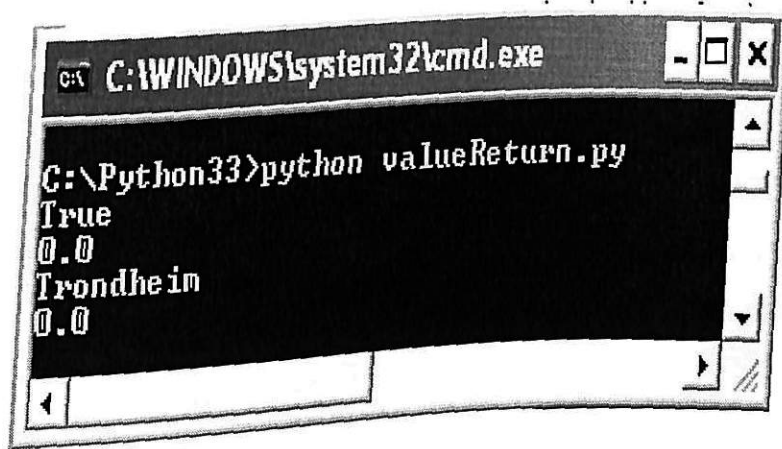 C:\WINDOWS\system32\cmd.exe
C:\Python33>python valueReturn.py
True
0.0
Trondheim
0.0